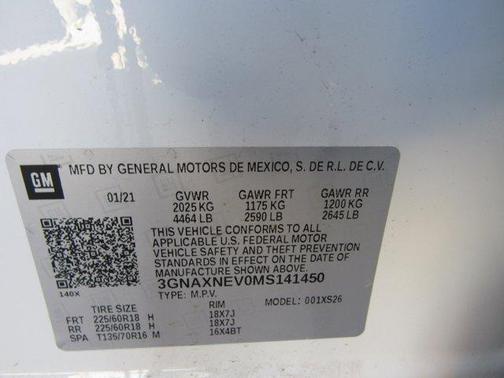 GM
MFD BY GENERAL MOTORS DE MEXICO, S. DE R.L. DE C.V.
01/21 GVWR GAWR FRT GAWR RR
2025 KG 1175 KG 1200 KG
4464 LB 2590 LB 2645 LB
THIS VEHICLE CONFORMS TO ALL
APPLICABLE U.S. FEDERAL MOTOR
VEHICLE SAFETY AND THEFT PREVENTION
STANDARDS IN EFFECT ON THE DATE OF
MANUFACTURE SHOWN ABOVE.
3GNAXNEV0MS141450
140X TYPE: M.P.V. MODEL: 001XS26
TIRE SIZE RIM
FRT 225/60R18 H 18X7J
RR 225/60R18 H 18X7J
SPA T135/70R16 M 16X4BT